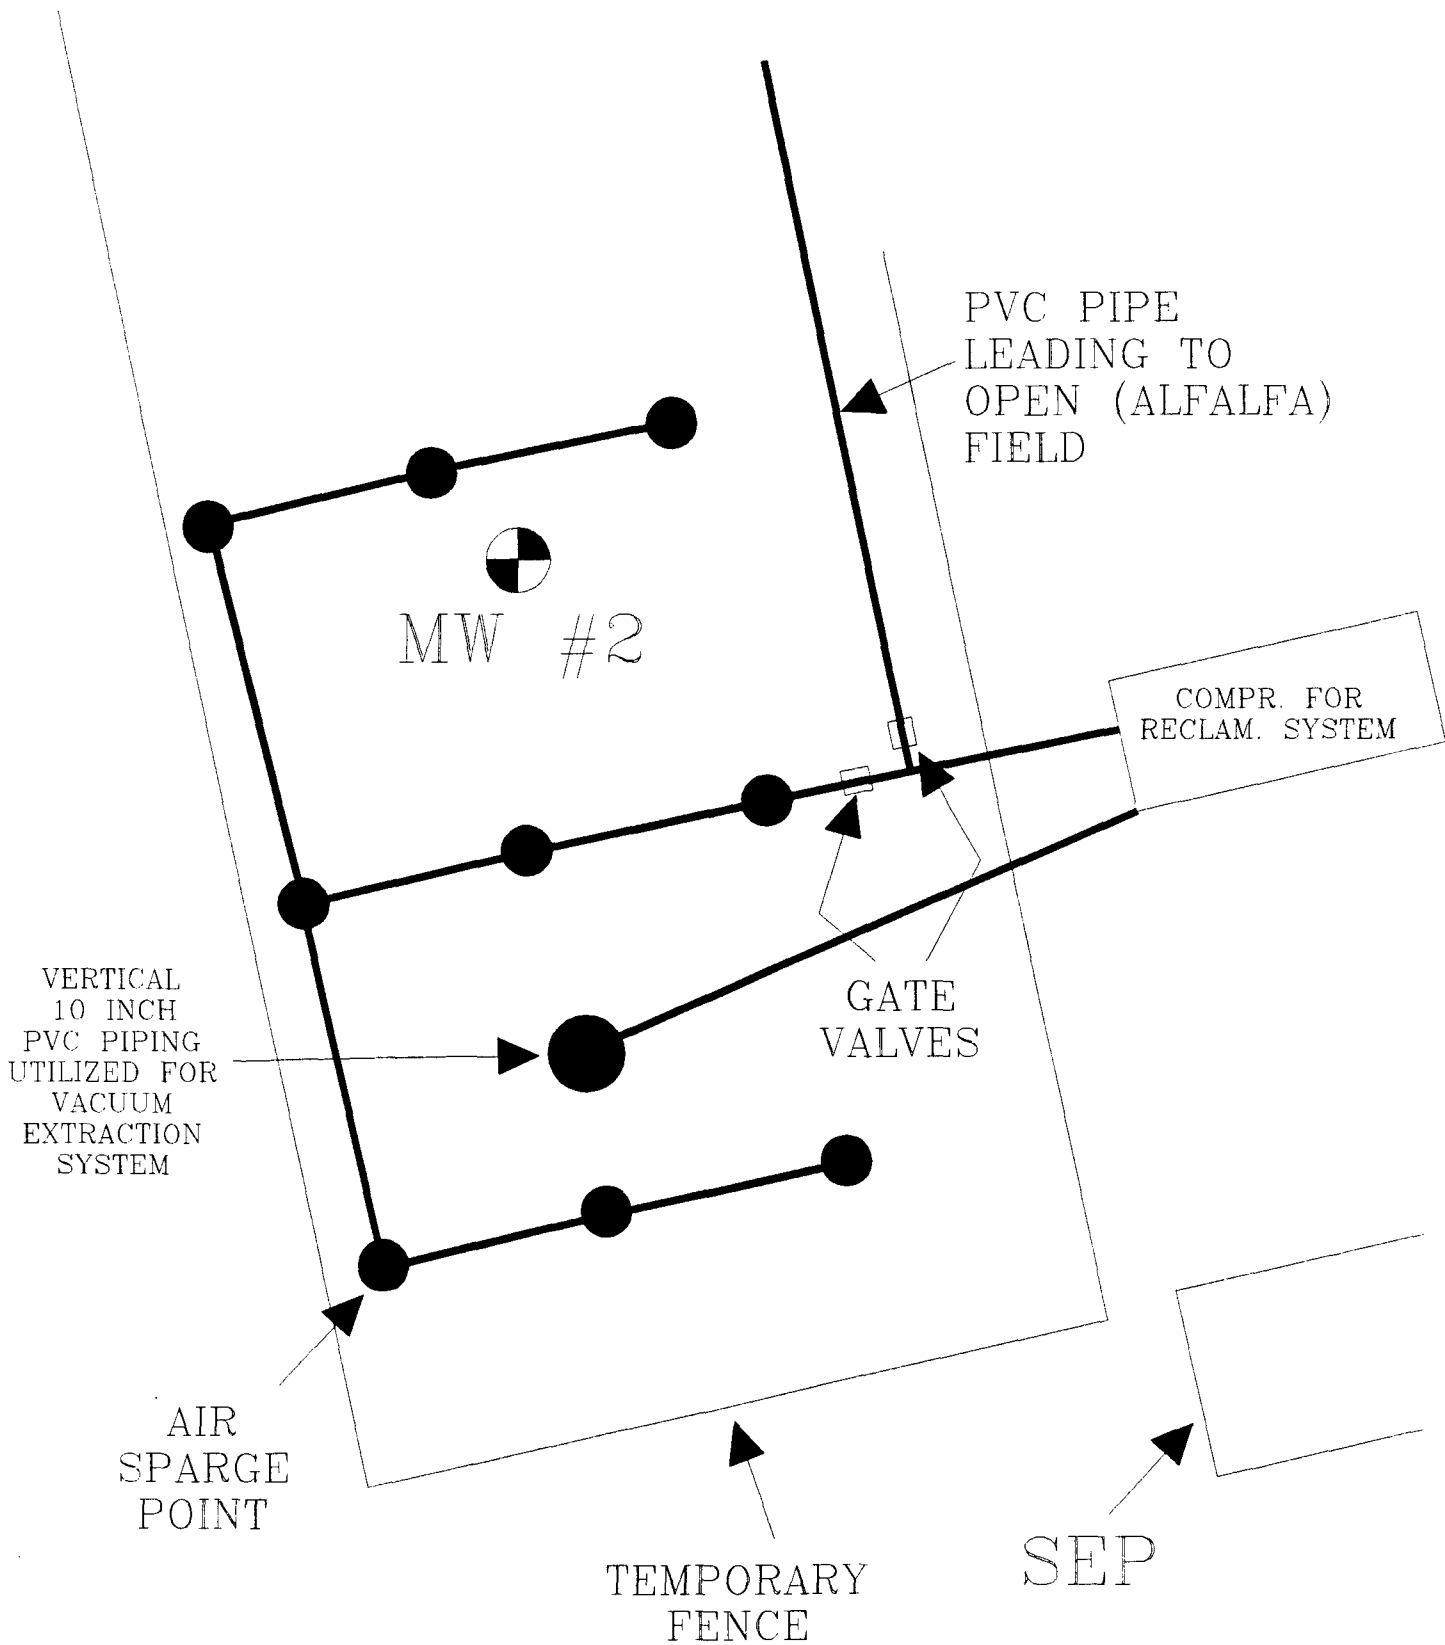 PVC PIPE
LEADING TO
OPEN (ALFALFA)
FIELD
MW #2
COMPR. FOR
RECLAM. SYSTEM
GATE
VALVES
VERTICAL
10 INCH
PVC PIPING
UTILIZED FOR
VACUUM
EXTRACTION
SYSTEM
AIR
SPARGE
POINT
TEMPORARY
FENCE
SEP